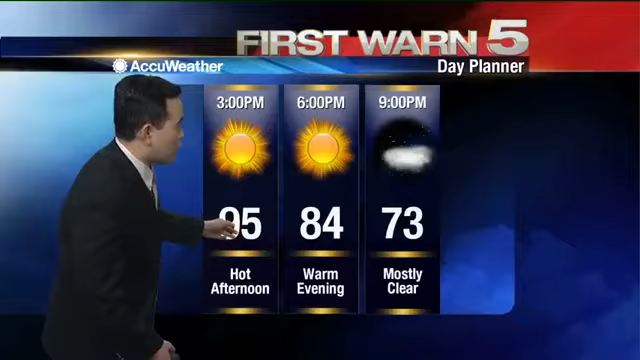 FIRST WARN 5
AccuWeather
Day Planner
3:00PM
6:00PM
9:00PM
95
84
73
Hot
Afternoon
Warm
Evening
Mostly
Clear